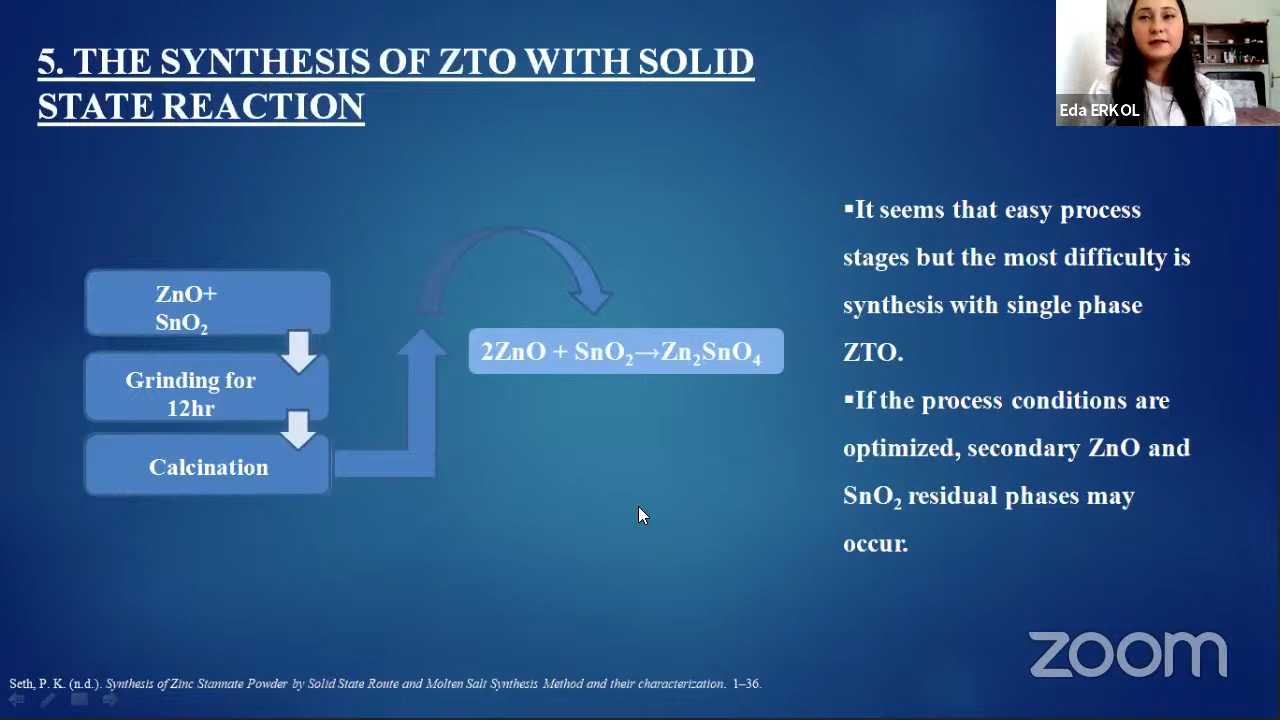 5. THE SYNTHESIS OF ZTO WITH SOLID
STATE REACTION
Eda ERKOL
ZnO+
SnO₂
Grinding for
12hr
Calcination
2ZnO + SnO₂→Zn₂SnO₄
▪It seems that easy process
stages but the most difficulty is
synthesis with single phase
ZTO.
▪If the process conditions are
optimized, secondary ZnO and
SnO₂ residual phases may
occur.
zoom
Seth, P. K. (n.d.). Synthesis of Zinc Stannate Powder by Solid State Route and Molten Salt Synthesis Method and their characterization. 1–36.